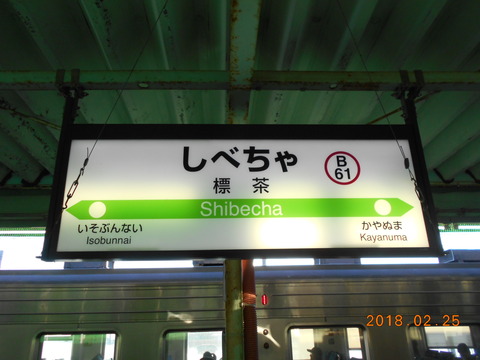 しべちゃ
標茶
B
61
Shibecha
いそぶんない
Isobunnai
かやぬま
Kayanuma
2018.02.25